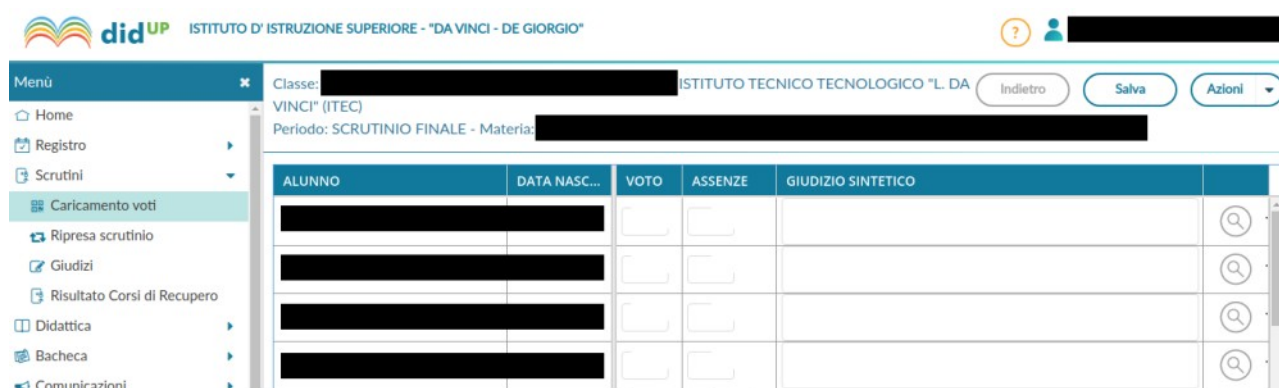 didUP ISTITUTO D' ISTRUZIONE SUPERIORE - "DA VINCI - DE GIORGIO" ?
Menù
Home
Registro
Scrutini
Caricamento voti
Ripresa scrutinio
Giudizi
Risultato Corsi di Recupero
Didattica
Bacheca
Comunicazioni
Classe: ISTITUTO TECNICO TECNOLOGICO "L. DA
VINCI" (ITEC)
Periodo: SCRUTINIO FINALE - Materia:
Indietro Salva Azioni
ALUNNO DATA NASC... VOTO ASSENZE GIUDIZIO SINTETICO